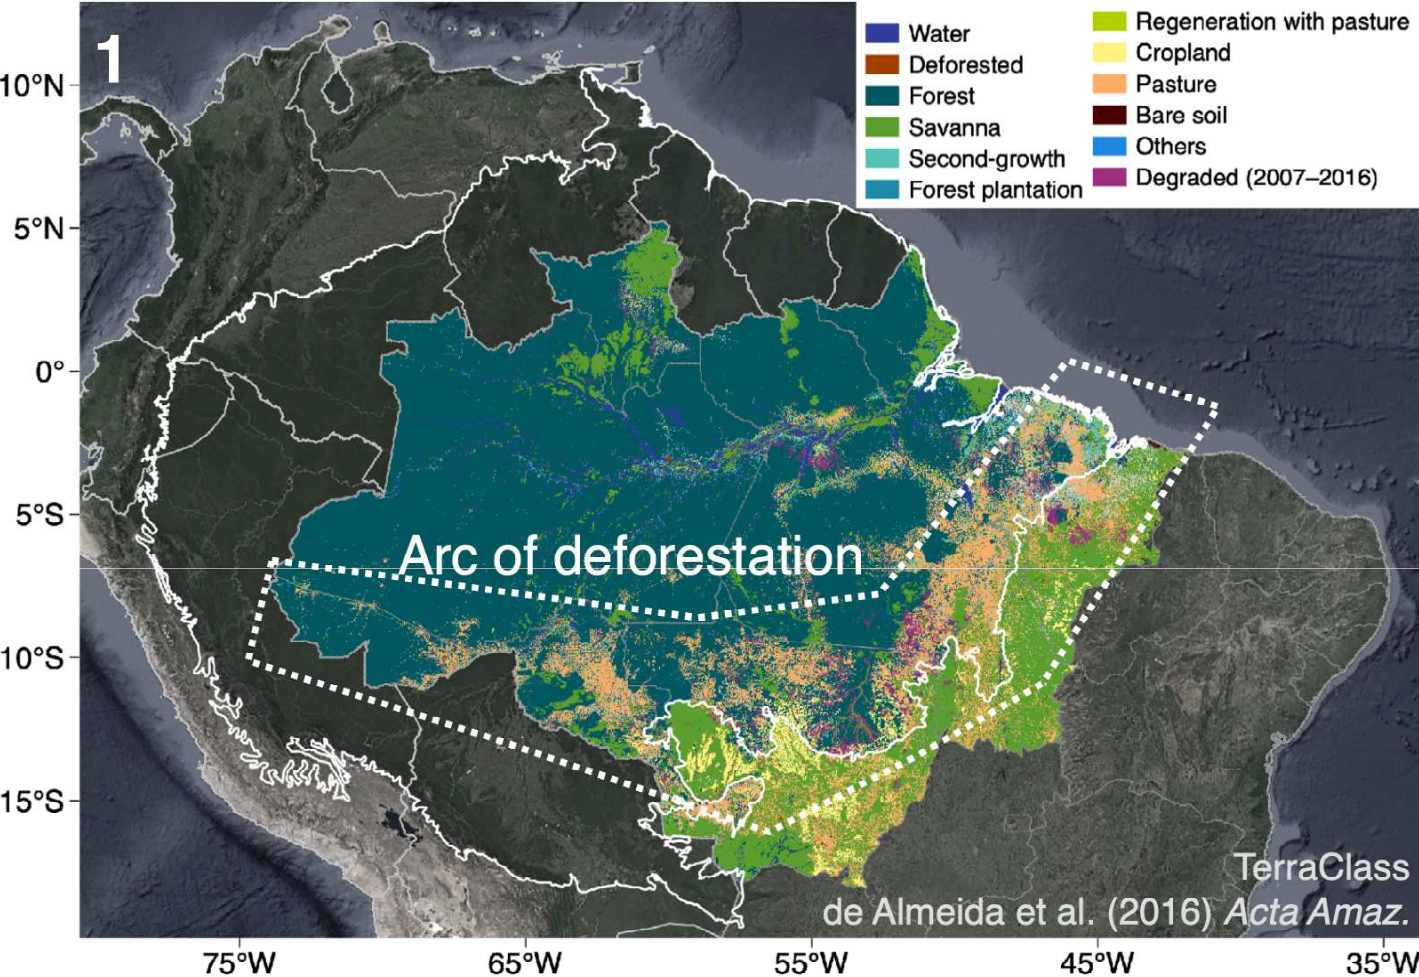 1
Water
Deforested
Forest
Savanna
Second-growth
Forest plantation
Regeneration with pasture
Cropland
Pasture
Bare soil
Others
Degraded (2007–2016)
10°N
5°N
0°
5°S
10°S
15°S
Arc of deforestation
TerraClass
de Almeida et al. (2016) Acta Amaz.
75°W
65°W
55°W
45°W
35°W